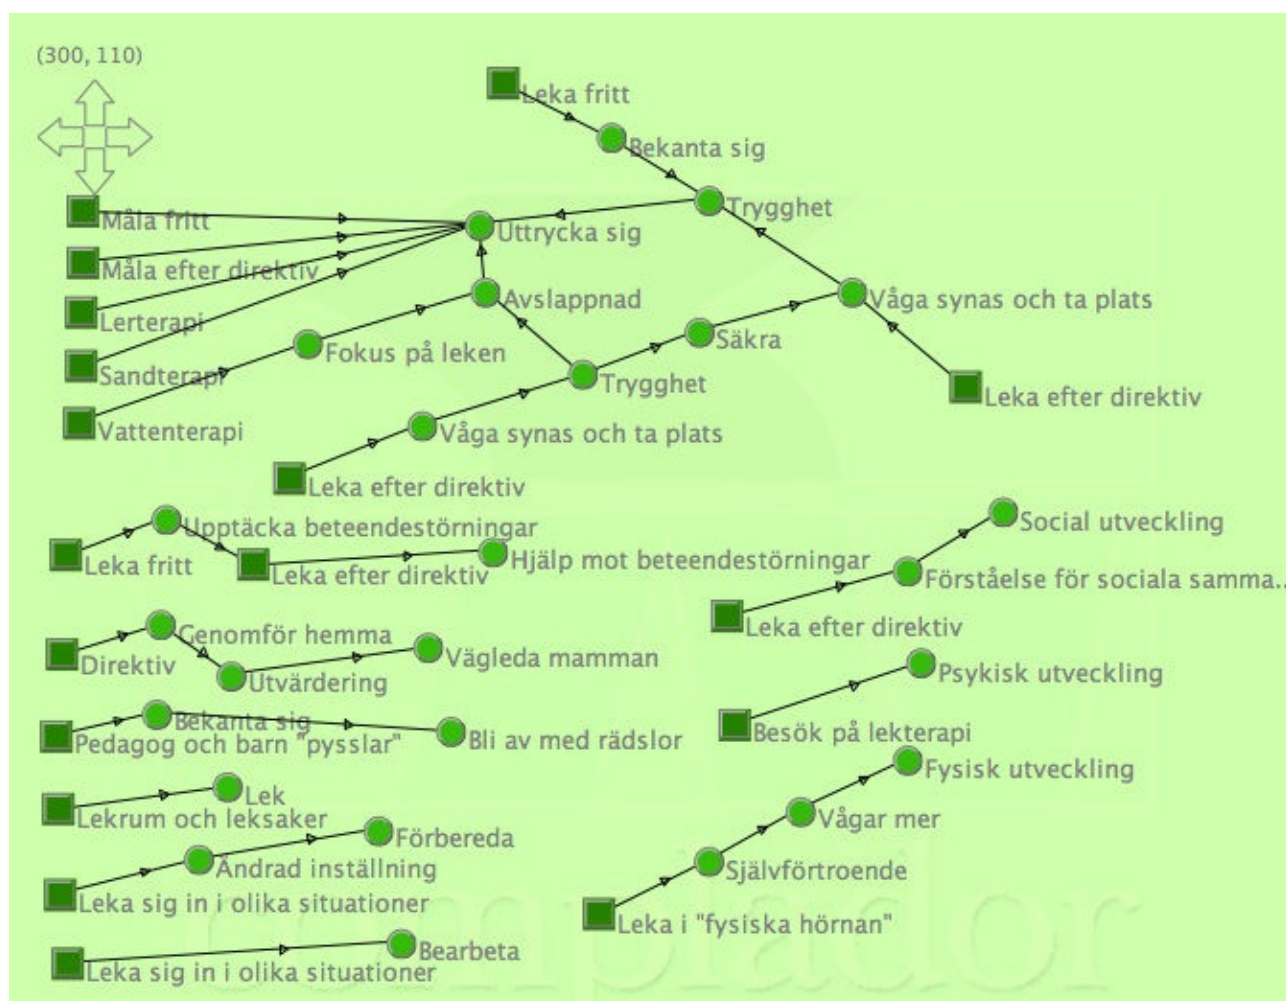 (300, 110)
Leka fritt
Bekanta sig
Trygghet
Måla fritt
Uttrycka sig
Måla efter direktiv
Avslappnad
Våga synas och ta plats
Lerterapi
Säkra
Fokus på leken
Sandterapi
Trygghet
Leka efter direktiv
Vattenterapi
Våga synas och ta plats
Leka efter direktiv
Upptäcka beteendestörningar
Social utveckling
Leka fritt
Leka efter direktiv
Hjälp mot beteendestörningar
Förståelse för sociala samma...
Leka efter direktiv
Genomför hemma
Direktiv
Vägleda mamman
Utvärdering
Psykisk utveckling
Bekanta sig
Pedagog och barn "pysslar"
Bli av med rädslor
Besök på lekterapi
Fysisk utveckling
Lek
Lekrum och leksaker
Vågar mer
Förbereda
Ändrad inställning
Självförtroende
Leka sig in i olika situationer
Leka i "fysiska hörnan"
Bearbeta
Leka sig in i olika situationer
complador